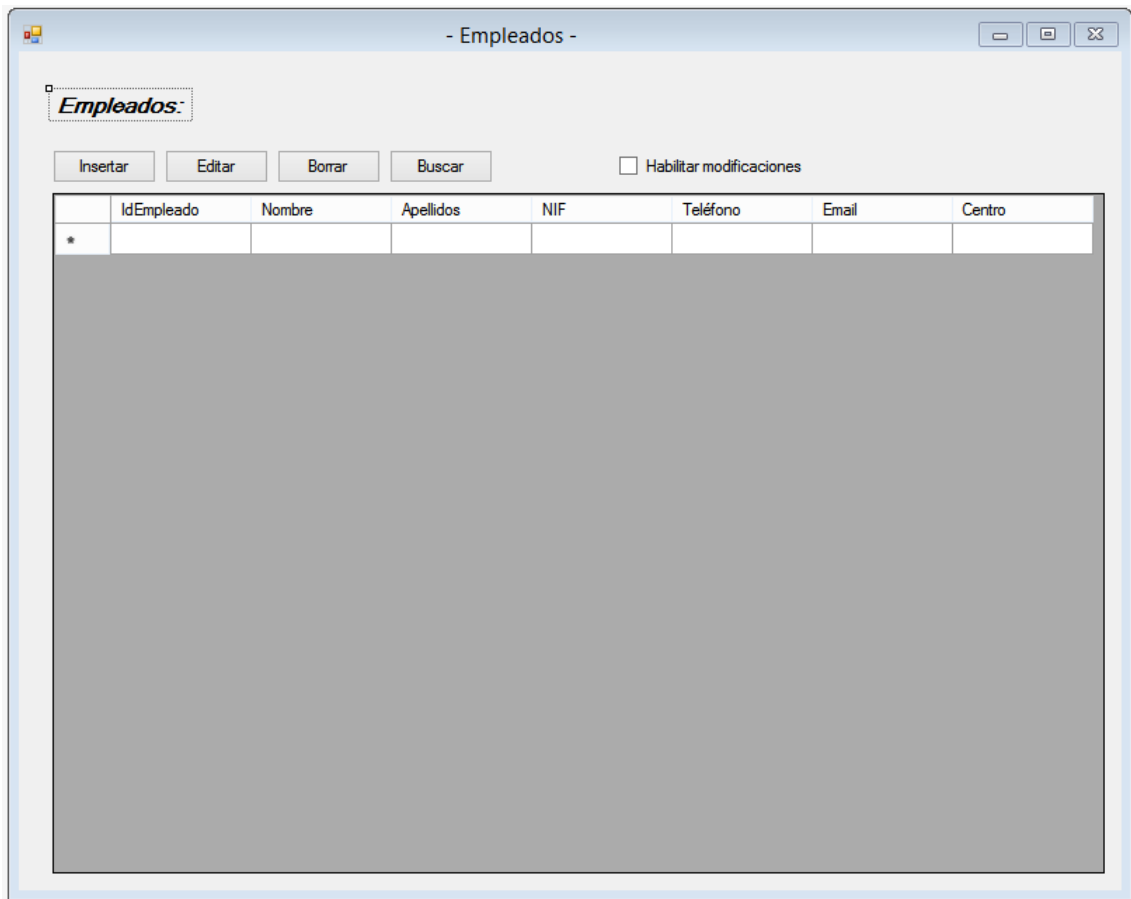 - Empleados -
Empleados:
Insertar Editar Borrar Buscar Habilitar modificaciones
IdEmpleado Nombre Apellidos NIF Teléfono Email Centro
*